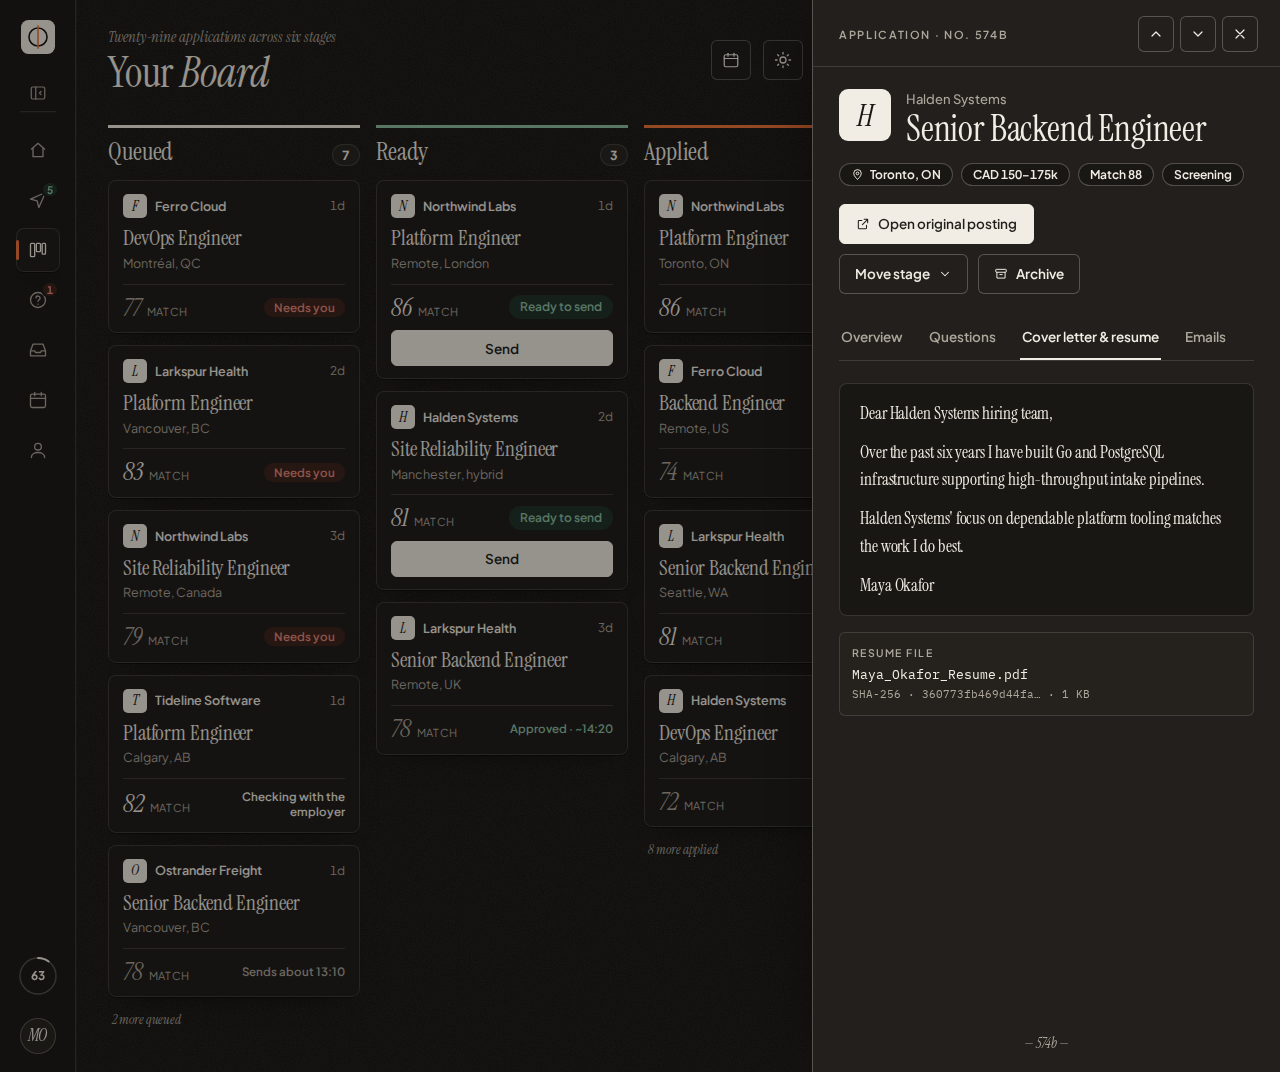 Twenty-nine applications across six stages
Your Board
5
1
63
MO
Queued
7
F
Ferro Cloud
1d
DevOps Engineer
Montréal, QC
77 MATCH
Needs you
L
Larkspur Health
2d
Platform Engineer
Vancouver, BC
83 MATCH
Needs you
N
Northwind Labs
3d
Site Reliability Engineer
Remote, Canada
79 MATCH
Needs you
T
Tideline Software
1d
Platform Engineer
Calgary, AB
82 MATCH
Checking with the
employer
O
Ostrander Freight
1d
Senior Backend Engineer
Vancouver, BC
78 MATCH
Sends about 13:10
2 more queued
Ready
3
N
Northwind Labs
1d
Platform Engineer
Remote, London
86 MATCH
Ready to send
Send
H
Halden Systems
2d
Site Reliability Engineer
Manchester, hybrid
81 MATCH
Ready to send
Send
L
Larkspur Health
3d
Senior Backend Engineer
Remote, UK
78 MATCH
Approved · ~14:20
Applied
N
Northwind Labs
Platform Engineer
Toronto, ON
86 MATCH
F
Ferro Cloud
Backend Engineer
Remote, US
74 MATCH
L
Larkspur Health
Senior Backend Engin
Seattle, WA
81 MATCH
H
Halden Systems
DevOps Engineer
Calgary, AB
72 MATCH
8 more applied
APPLICATION · NO. 574B
H
Halden Systems
Senior Backend Engineer
Toronto, ON
CAD 150–175k
Match 88
Screening
Open original posting
Move stage
Archive
Overview
Questions
Cover letter & resume
Emails
Dear Halden Systems hiring team,
Over the past six years I have built Go and PostgreSQL
infrastructure supporting high-throughput intake pipelines.
Halden Systems' focus on dependable platform tooling matches
the work I do best.
Maya Okafor
RESUME FILE
Maya_Okafor_Resume.pdf
SHA-256 · 360773fb469d44fa… · 1 KB
— 574b —